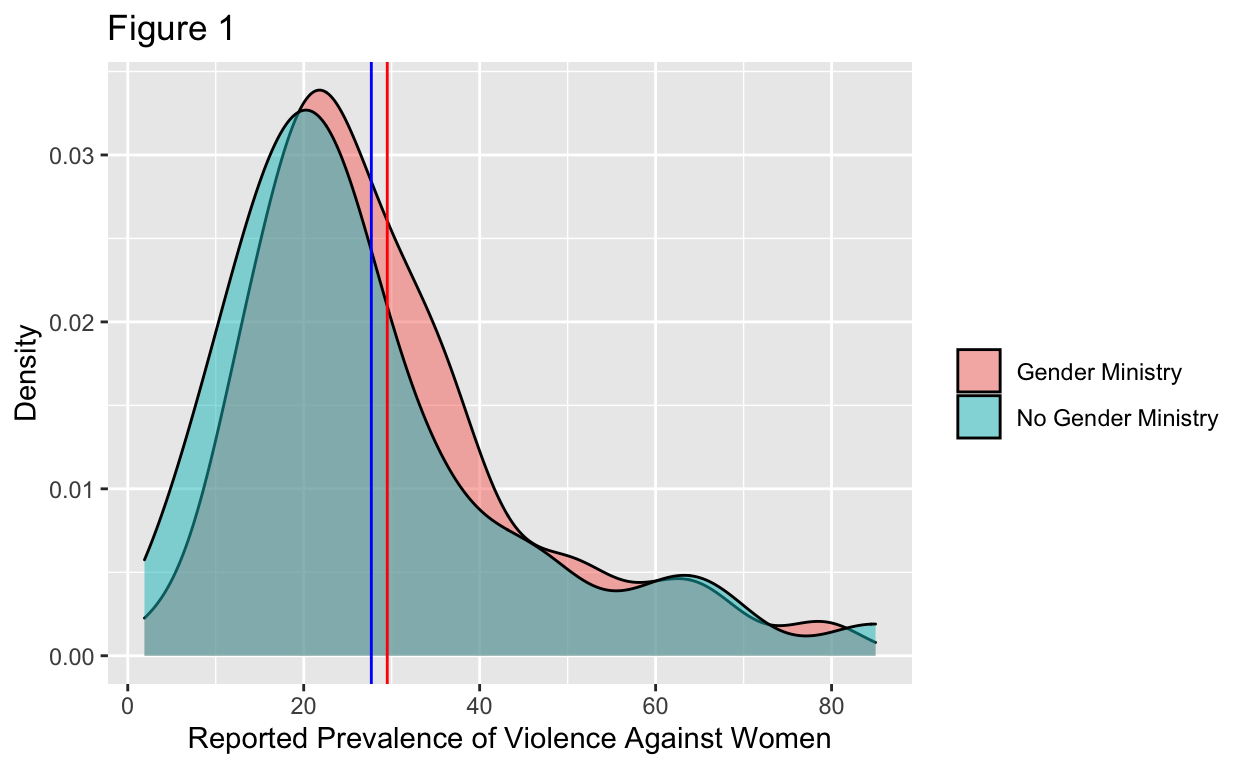 Figure 1
Density
0.03
0.02
0.01
0.00
0
20
40
60
80
Reported Prevalence of Violence Against Women
Gender Ministry
No Gender Ministry